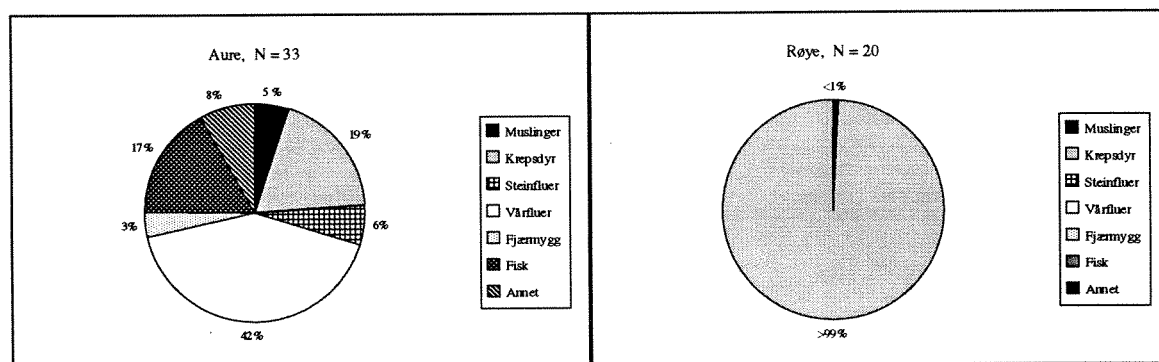 Aure, N = 33
8%
5 %
19%
17%
6%
3%
42%
Muslinger
Krepsdyr
Steinfluer
Vårfluer
Fjærmygg
Fisk
Annet
Røye, N = 20
<1%
>99%
Muslinger
Krepsdyr
Steinfluer
Vårfluer
Fjærmygg
Fisk
Annet